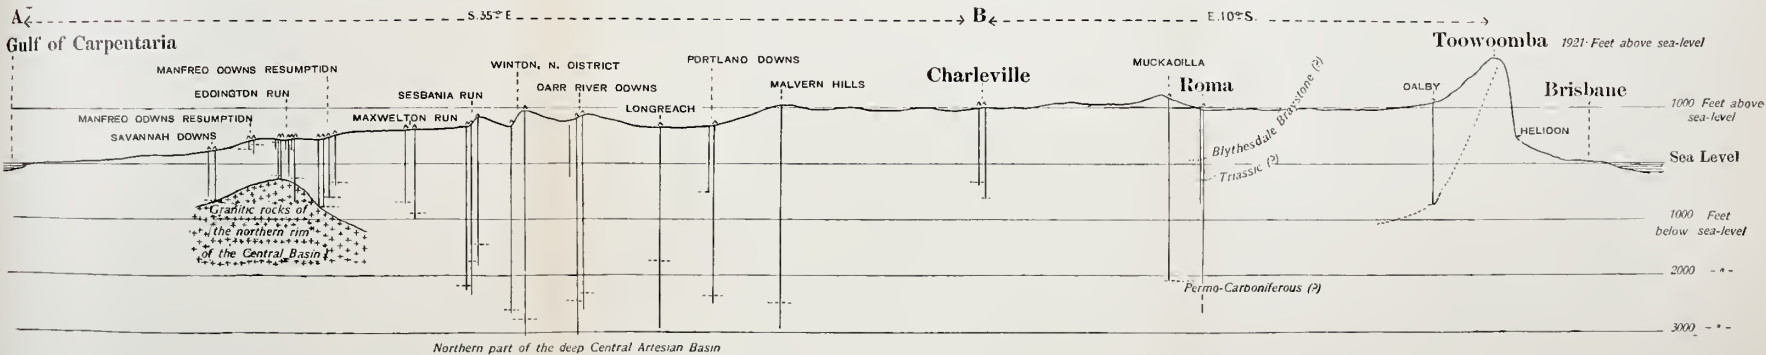 A S.35° E B E.10° S.
Gulf of Carpentaria
Toowoomba 1921 Feet above sea-level
MANFRED DOWNS RESUMPTION
WINTON, N. DISTRICT
PORTLAND DOWNS
MUCKADILLA
EDDINGTON RUN
SESBANIA RUN
DARR RIVER DOWNS
MALVERN HILLS
Charleville
Roma
DALBY
Brisbane
MANFRED DOWNS RESUMPTION
MAXWELTON RUN
LONGREACH
1000 Feet above
sea-level
SAVANNAH DOWNS
HELIDON
Blythesdale Braystone (?)
Triassic (?)
Sea Level
Granitic rocks of
the northern rim
of the Central Basin
1000 Feet
below sea-level
2000 - " -
Permo-Carboniferous (?)
3000 - " -
Northern part of the deep Central Artesian Basin